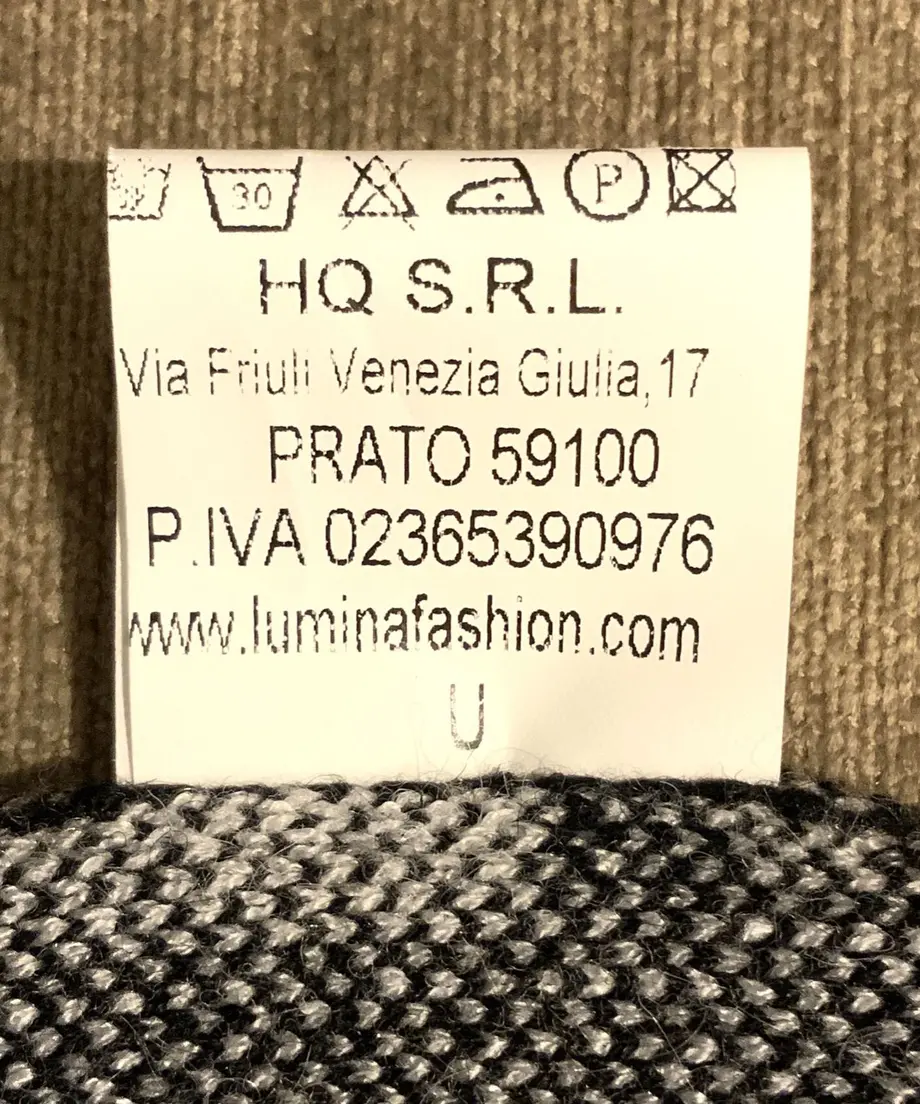 30 P
HQ S.R.L.
Via Friuli Venezia Giulia,17
PRATO 59100
P.IVA 02365390976
www.luminafashion.com
U